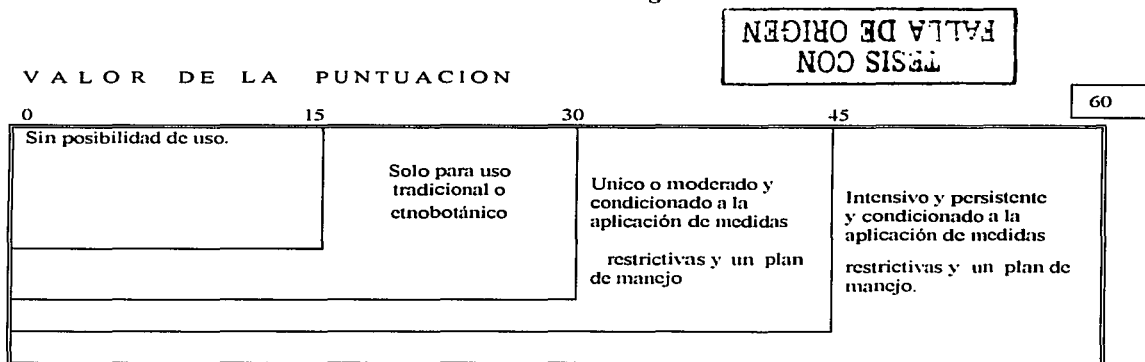 TESIS CON
FALLA DE ORIGEN
VALOR DE LA PUNTUACION
0 15 30 45 60
Sin posibilidad de uso.
Solo para uso
tradicional o
etnobotánico
Unico o moderado y
condicionado a la
aplicación de medidas
restrictivas y un plan
de manejo
Intensivo y persistente
y condicionado a la
aplicación de medidas
restrictivas y un plan de
manejo.